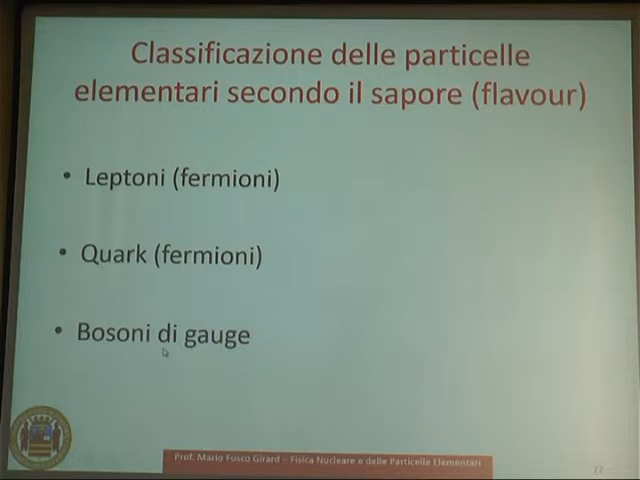 Classificazione delle particelle
elementari secondo il sapore (flavour)
• Leptoni (fermioni)
• Quark (fermioni)
• Bosoni di gauge
Prof. Mario Fusco Girard – Fisica Nucleare e delle Particelle Elementari